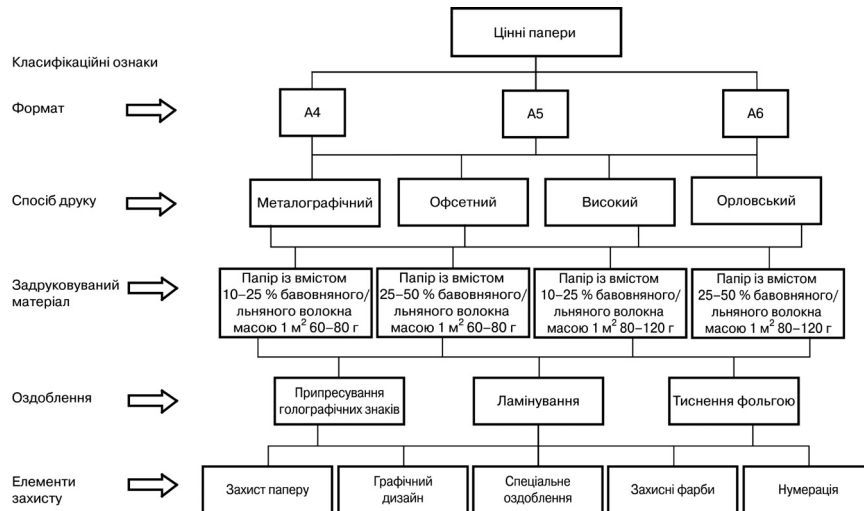 Цінні папери
Класифікаційні ознаки
Формат
А4
А5
А6
Спосіб друку
Металографічний
Офсетний
Високий
Орловський
Задруковуваний
матеріал
Папір із вмістом
10–25 % бавовняного/
льняного волокна
масою 1 м² 60–80 г
Папір із вмістом
25–50 % бавовняного/
льняного волокна
масою 1 м² 60–80 г
Папір із вмістом
10–25 % бавовняного/
льняного волокна
масою 1 м² 80–120 г
Папір із вмістом
25–50 % бавовняного/
льняного волокна
масою 1 м² 80–120 г
Оздоблення
Припресування
голографічних знаків
Ламінування
Тиснення фольгою
Елементи
захисту
Захист паперу
Графічний
дизайн
Спеціальне
оздоблення
Захисні фарби
Нумерація